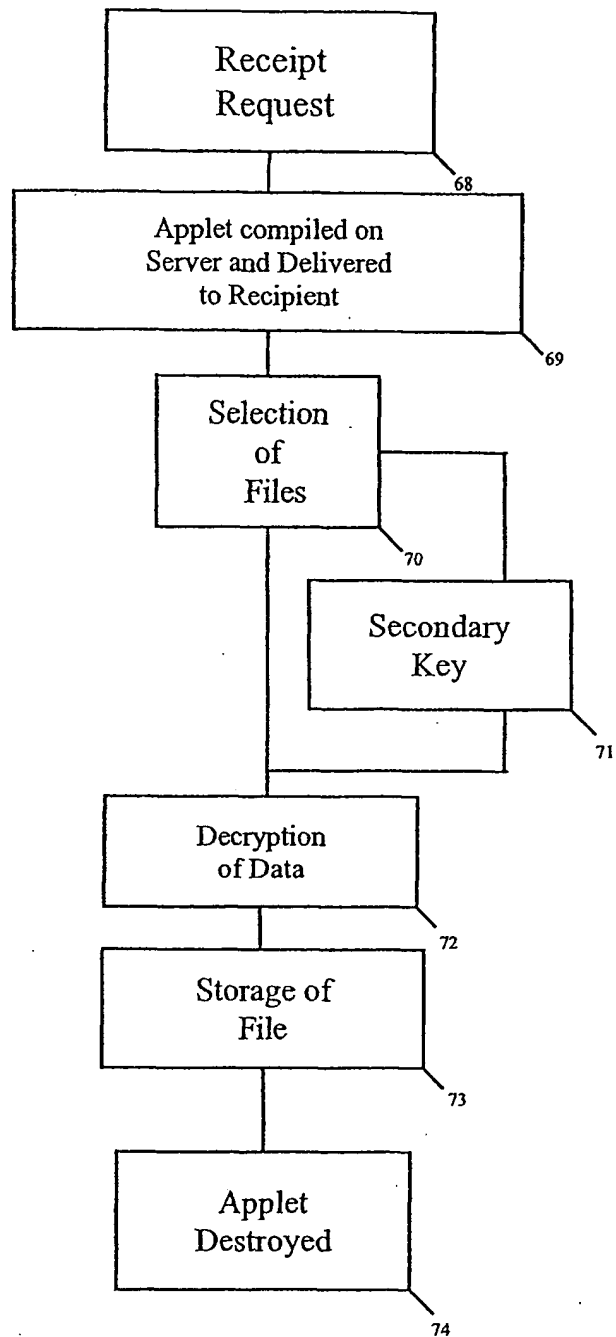 Receipt
Request
68
Applet compiled on
Server and Delivered
to Recipient
69
Selection
of
Files
70
Secondary
Key
71
Decryption
of Data
72
Storage of
File
73
Applet
Destroyed
74